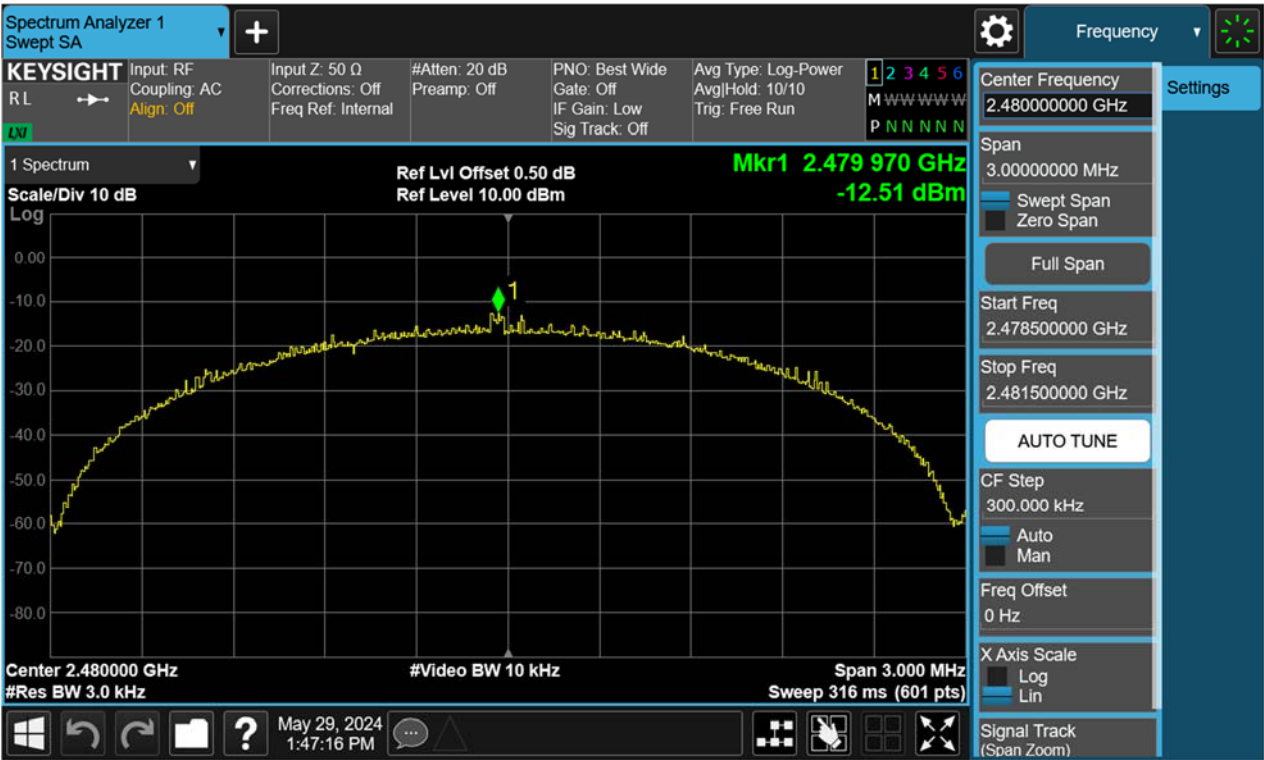 Spectrum Analyzer 1
Swept SA
+
Frequency
KEYSIGHT
R L
LXI
Input: RF
Coupling: AC
Align: Off
Input Z: 50 Ω
Corrections: Off
Freq Ref: Internal
#Atten: 20 dB
Preamp: Off
PNO: Best Wide
Gate: Off
IF Gain: Low
Sig Track: Off
Avg Type: Log-Power
Avg|Hold: 10/10
Trig: Free Run
1 2 3 4 5 6
M W W W W W
P N N N N N
1 Spectrum
Scale/Div 10 dB
Log
Ref Lvl Offset 0.50 dB
Ref Level 10.00 dBm
Mkr1 2.479 970 GHz
-12.51 dBm
1
0.00
-10.0
-20.0
-30.0
-40.0
-50.0
-60.0
-70.0
-80.0
Center 2.480000 GHz
#Res BW 3.0 kHz
#Video BW 10 kHz
Span 3.000 MHz
Sweep 316 ms (601 pts)
Center Frequency
2.480000000 GHz
Settings
Span
3.00000000 MHz
Swept Span
Zero Span
Full Span
Start Freq
2.478500000 GHz
Stop Freq
2.481500000 GHz
AUTO TUNE
CF Step
300.000 kHz
Auto
Man
Freq Offset
0 Hz
X Axis Scale
Log
Lin
Signal Track
(Span Zoom)
?
May 29, 2024
1:47:16 PM